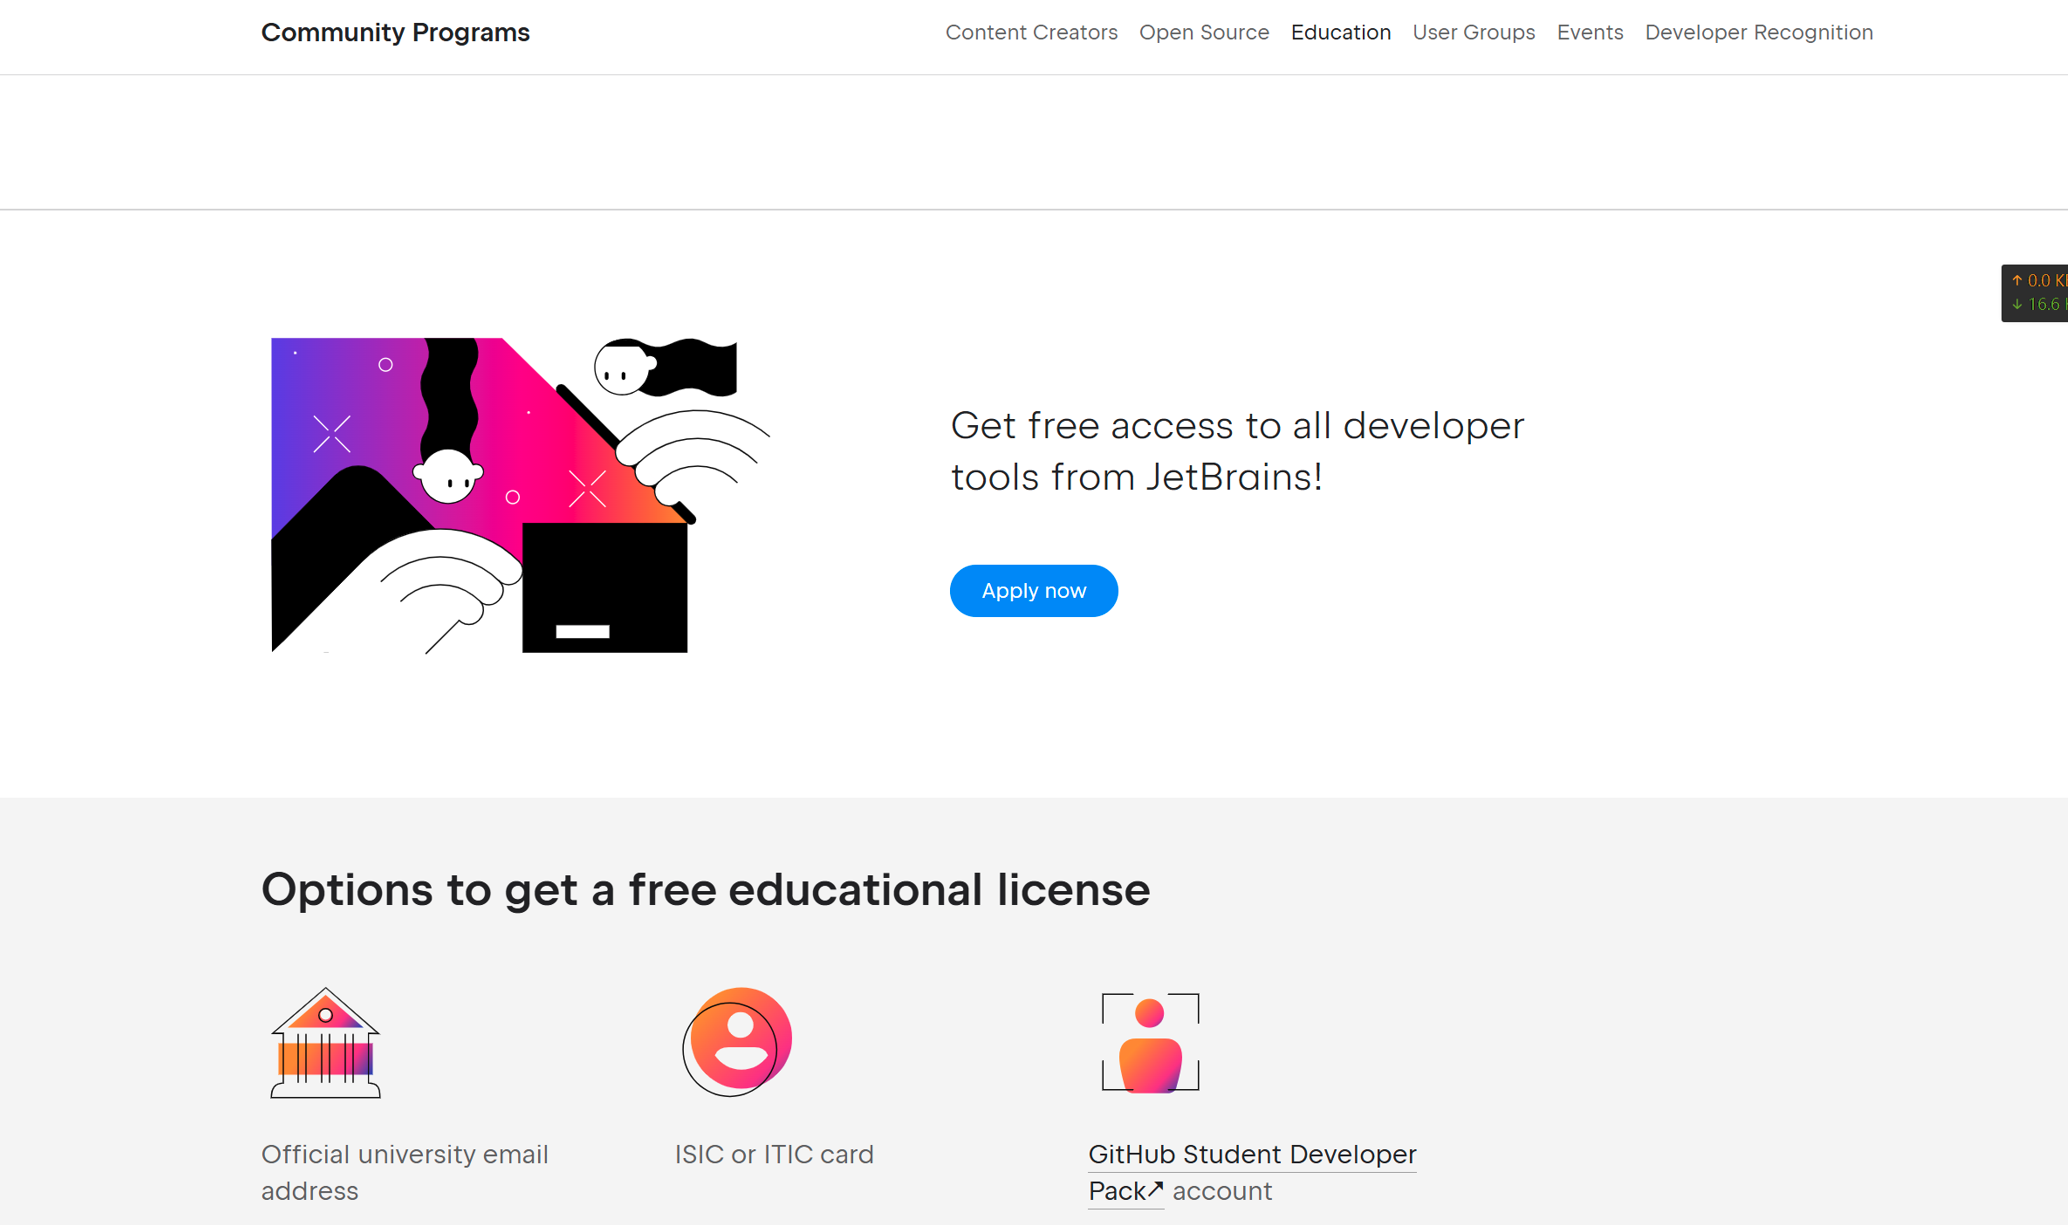 Community Programs
Content Creators Open Source Education User Groups Events Developer Recognition
↑ 0.0
↓ 16.6
Get free access to all developer
tools from JetBrains!
Apply now
Options to get a free educational license
Official university email
address
ISIC or ITIC card
GitHub Student Developer
Pack↗ account